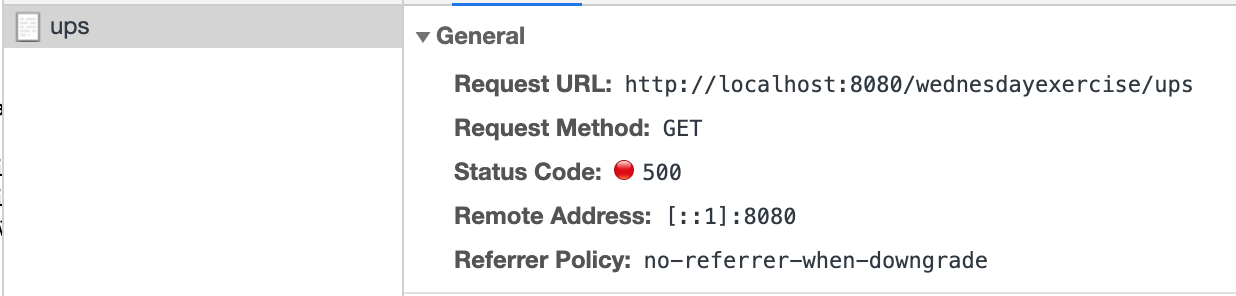 ups
General
Request URL: http://localhost:8080/wednesdayexercise/ups
Request Method: GET
Status Code: 500
Remote Address: [::1]:8080
Referrer Policy: no-referrer-when-downgrade